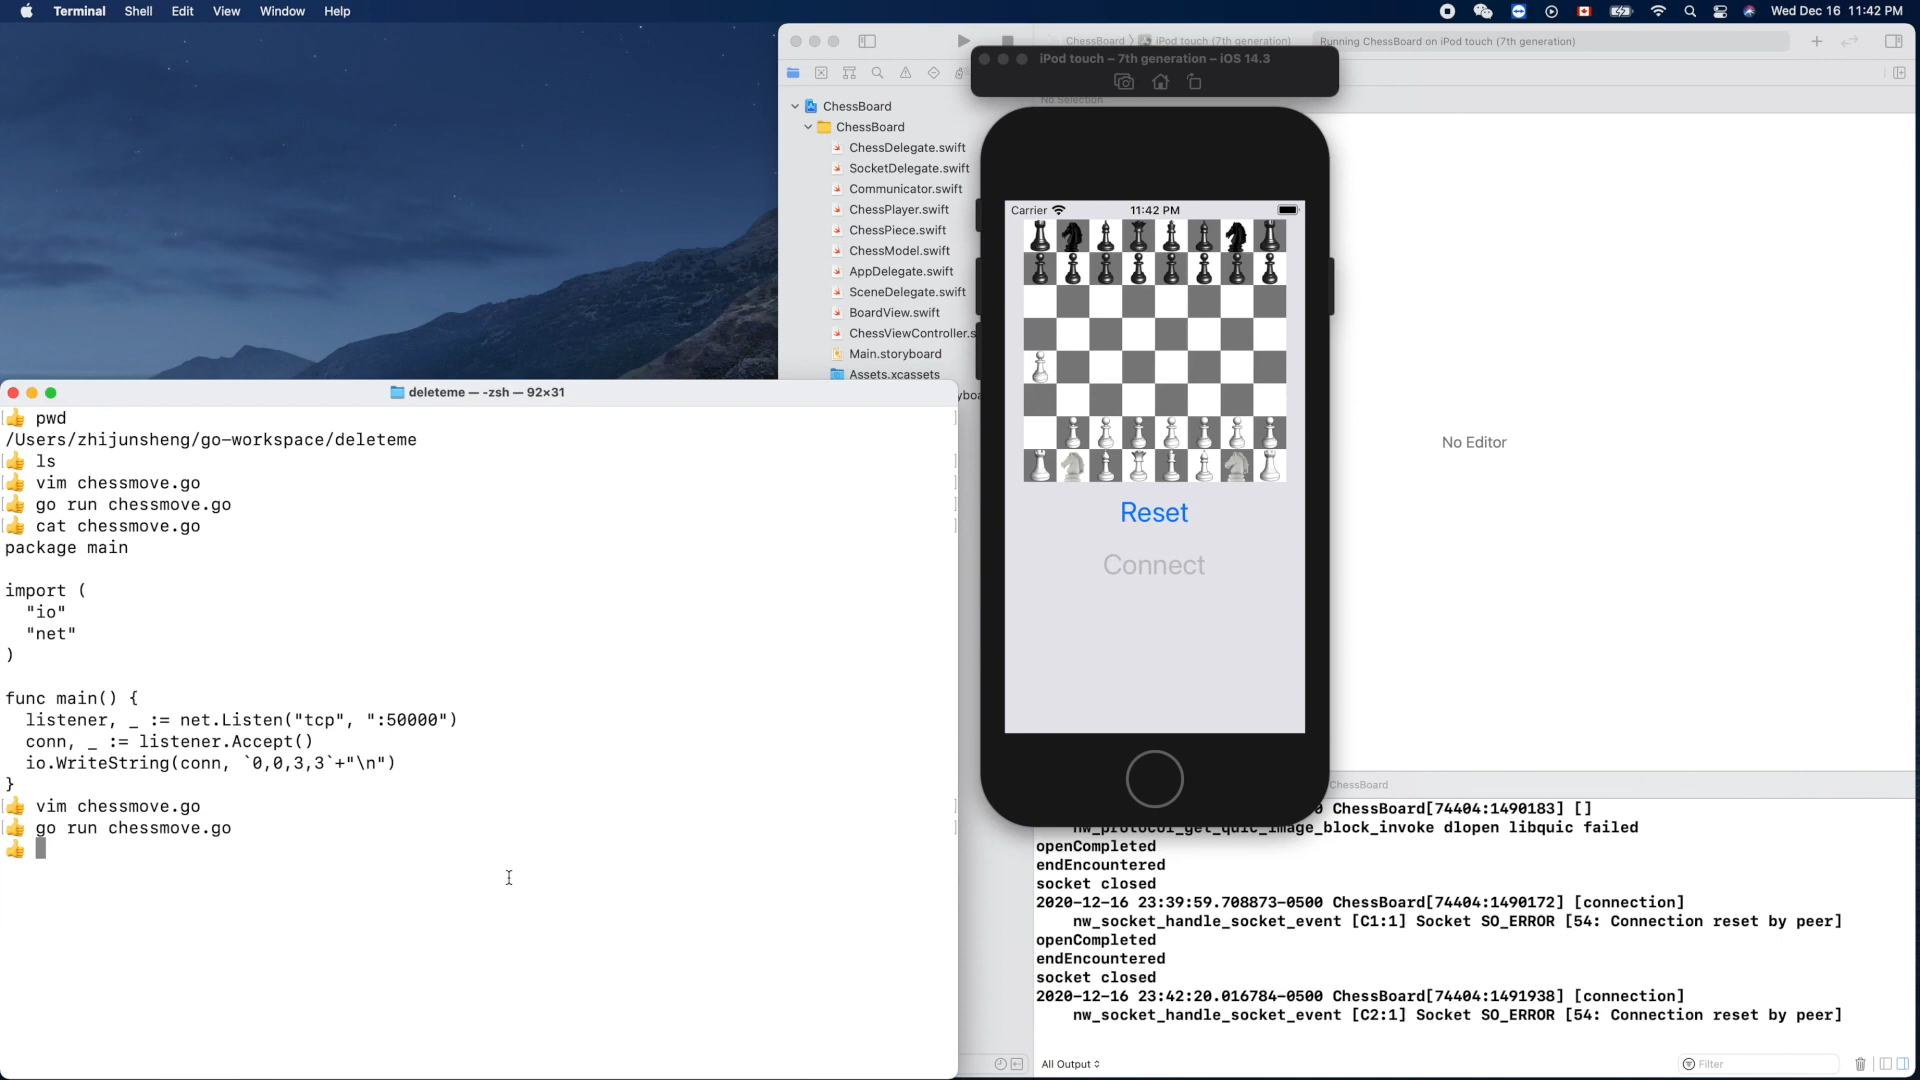 Terminal Shell Edit View Window Help
Wed Dec 16 11:42 PM
ChessBoard iPod touch (7th generation)
Running ChessBoard on iPod touch (7th generation)
iPod touch – 7th generation – iOS 14.3
No Selection
ChessBoard
ChessBoard
ChessDelegate.swift
SocketDelegate.swift
Communicator.swift
ChessPlayer.swift
ChessPiece.swift
ChessModel.swift
AppDelegate.swift
SceneDelegate.swift
BoardView.swift
ChessViewController.s
Main.storyboard
Assets.xcassets
Carrier 11:42 PM
Reset
Connect
No Editor
deleteme — -zsh — 92×31
pwd
/Users/zhijunsheng/go-workspace/deleteme
ls
vim chessmove.go
go run chessmove.go
cat chessmove.go
package main
import (
"io"
"net"
)
func main() {
listener, _ := net.Listen("tcp", ":50000")
conn, _ := listener.Accept()
io.WriteString(conn, `0,0,3,3`+"\n")
}
vim chessmove.go
go run chessmove.go
ChessBoard
ChessBoard[74404:1490183] []
nw_protocol_get_quic_image_block_invoke dlopen libquic failed
openCompleted
endEncountered
socket closed
2020-12-16 23:39:59.708873-0500 ChessBoard[74404:1490172] [connection]
nw_socket_handle_socket_event [C1:1] Socket SO_ERROR [54: Connection reset by peer]
openCompleted
endEncountered
socket closed
2020-12-16 23:42:20.016784-0500 ChessBoard[74404:1491938] [connection]
nw_socket_handle_socket_event [C2:1] Socket SO_ERROR [54: Connection reset by peer]
All Output
Filter